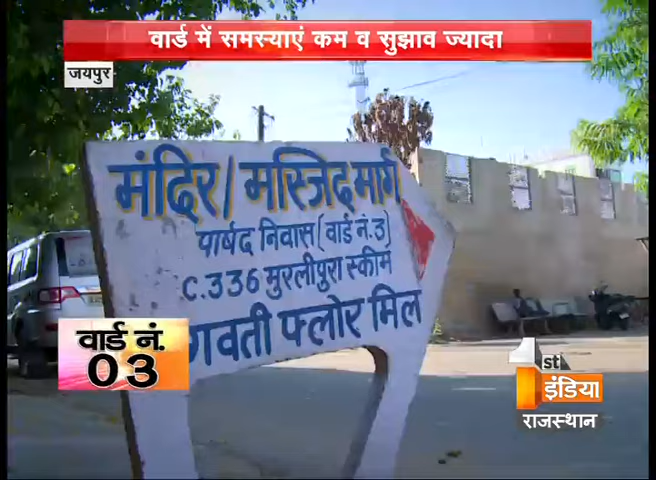 वार्ड में समस्याएं कम व सुझाव ज्यादा
जयपुर
मंदिर/मस्जिद मार्ग
पार्षद निवास (वार्ड नं. 3)
C.336 मुरलीपुरा स्कीम
गवती फ्लोर मिल
वार्ड नं.
03
1st
इंडिया
राजस्थान